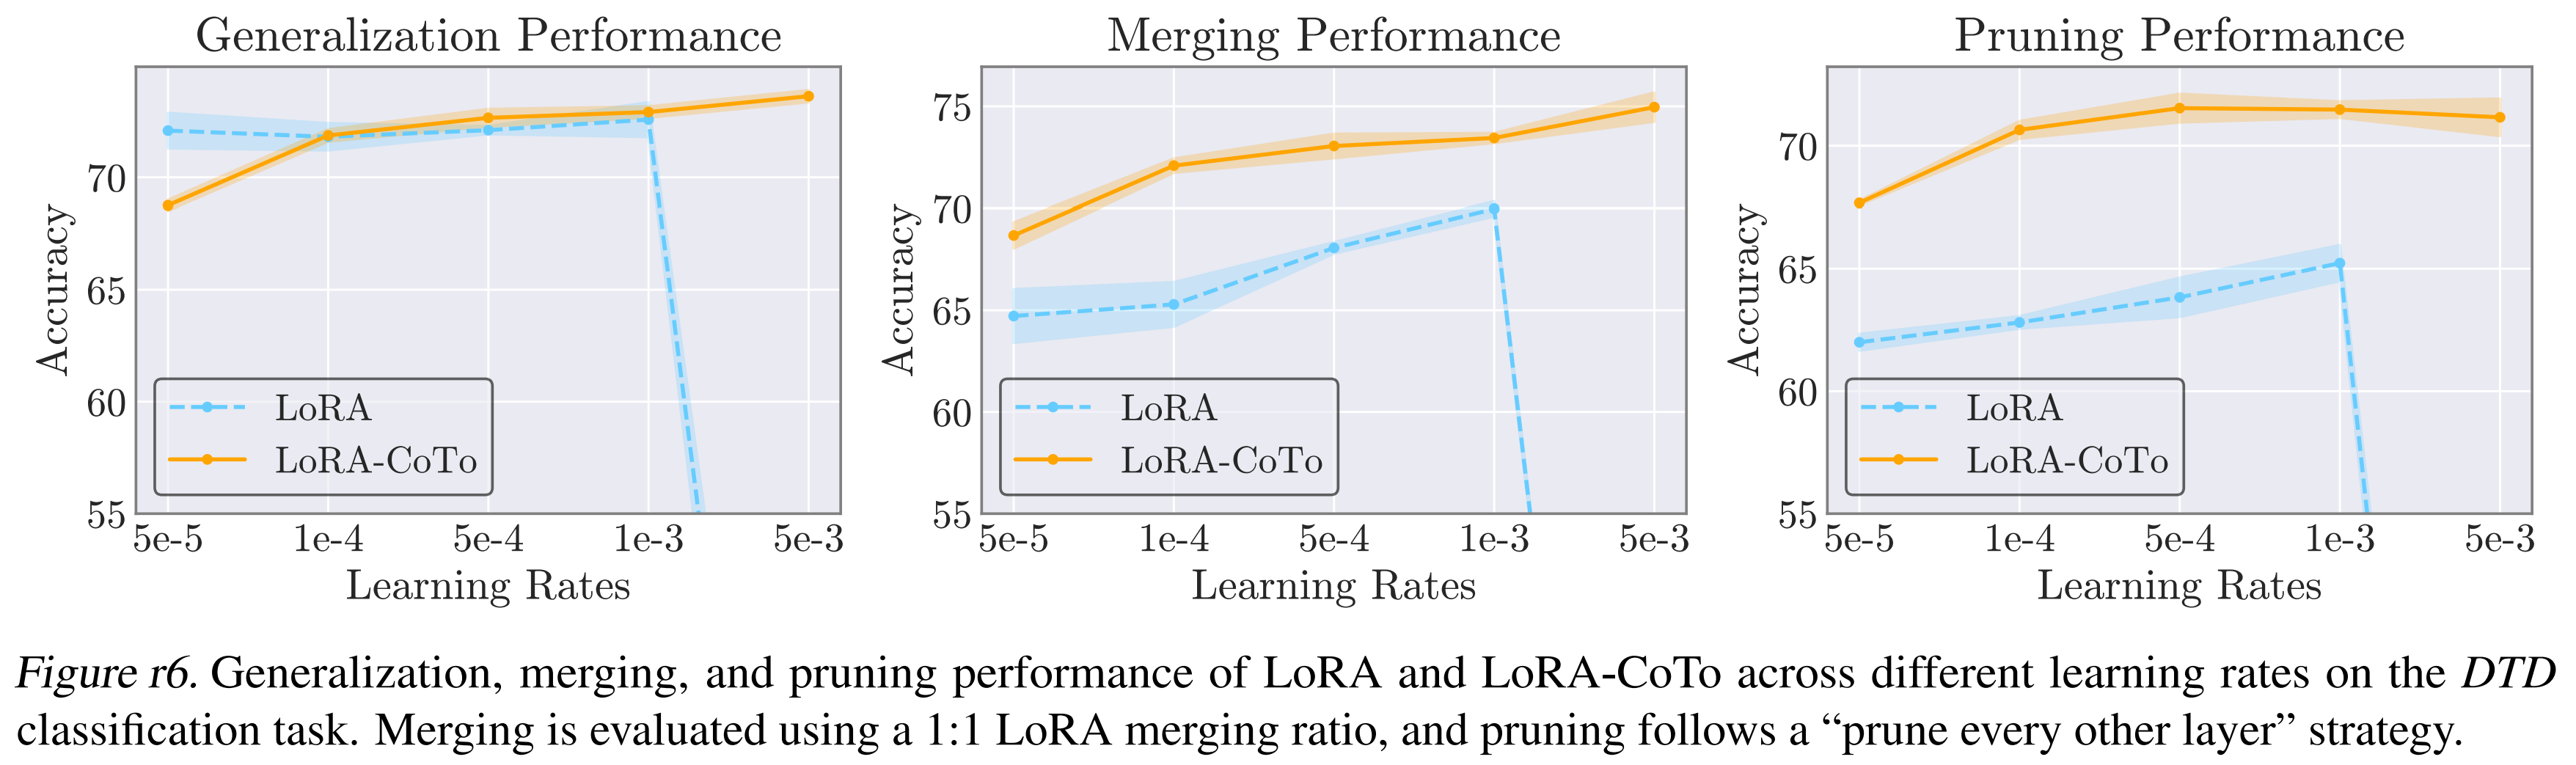 Generalization Performance
Accuracy
70
65
60
55
LoRA
LoRA-CoTo
5e-5 1e-4 5e-4 1e-3 5e-3
Learning Rates
Merging Performance
Accuracy
75
70
65
60
55
LoRA
LoRA-CoTo
5e-5 1e-4 5e-4 1e-3 5e-3
Learning Rates
Pruning Performance
Accuracy
70
65
60
55
LoRA
LoRA-CoTo
5e-5 1e-4 5e-4 1e-3 5e-3
Learning Rates
Figure r6. Generalization, merging, and pruning performance of LoRA and LoRA-CoTo across different learning rates on the DTD
classification task. Merging is evaluated using a 1:1 LoRA merging ratio, and pruning follows a “prune every other layer” strategy.